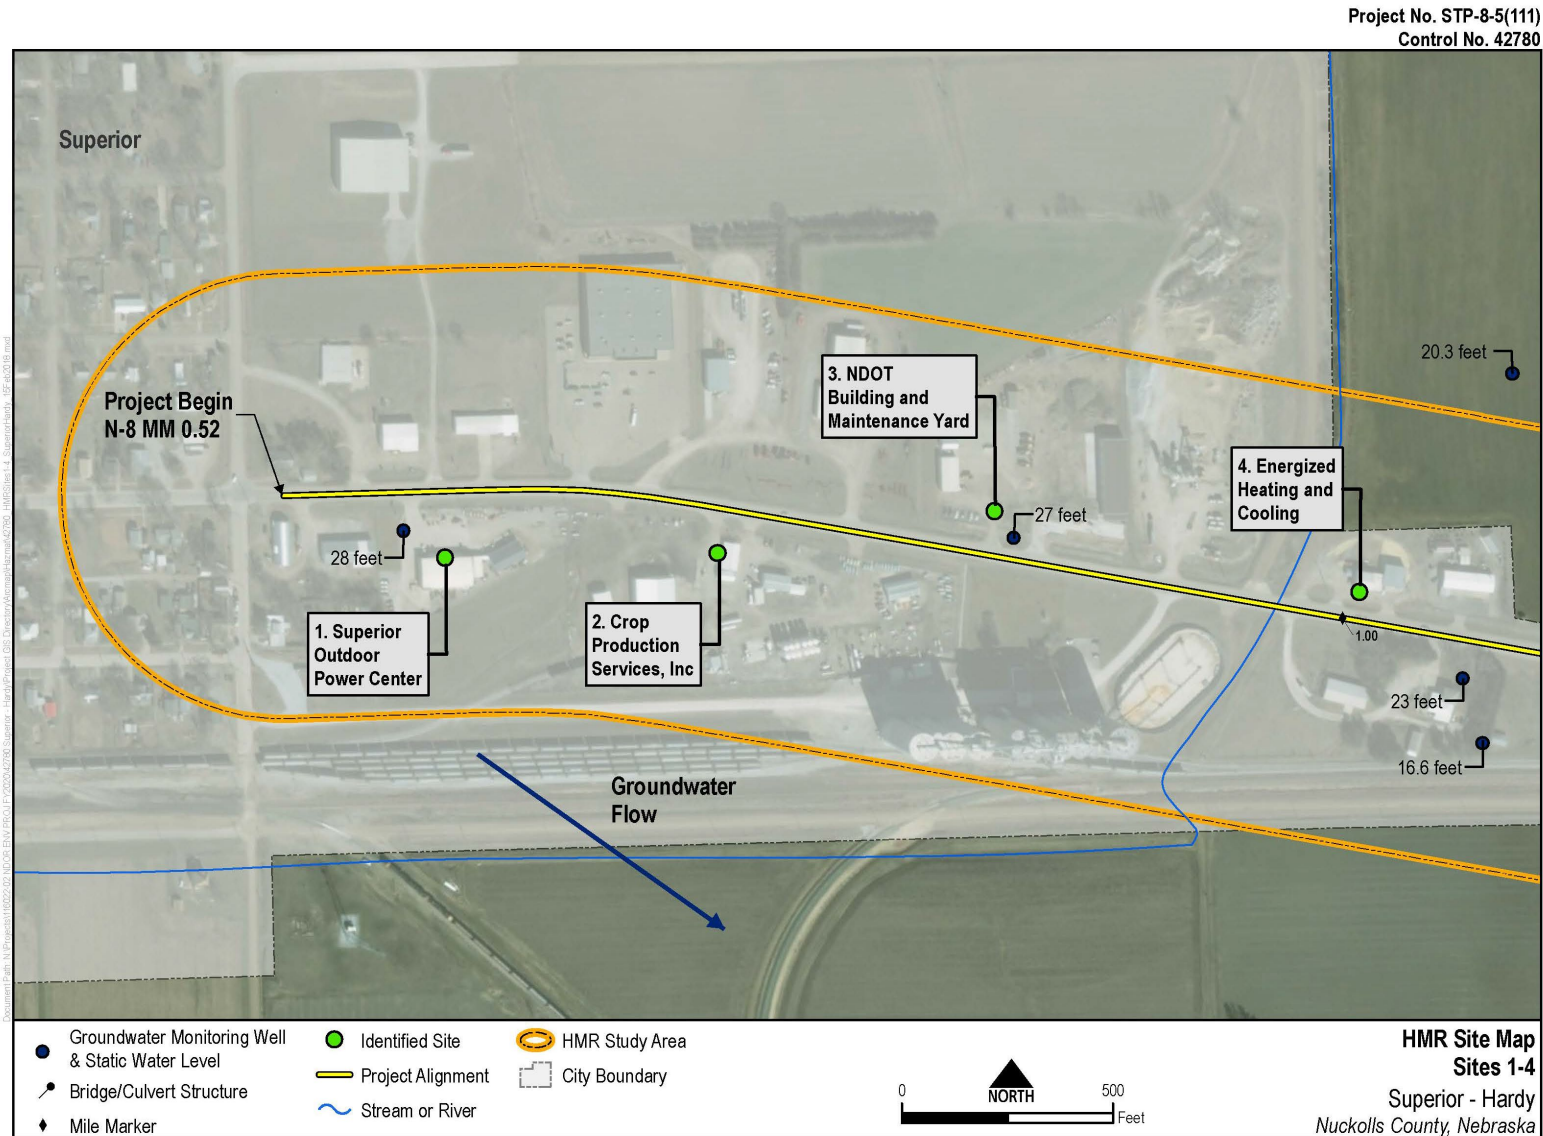 Project No. STP-8-5(111)
Control No. 42780
Superior
Project Begin
N-8 MM 0.52
3. NDOT
Building and
Maintenance Yard
20.3 feet
4. Energized
Heating and
Cooling
27 feet
28 feet
1. Superior
Outdoor
Power Center
2. Crop
Production
Services, Inc
1.00
23 feet
16.6 feet
Groundwater
Flow
Groundwater Monitoring Well
& Static Water Level
Bridge/Culvert Structure
Mile Marker
Identified Site
Project Alignment
Stream or River
HMR Study Area
City Boundary
0
500
NORTH
Feet
HMR Site Map
Sites 1-4
Superior - Hardy
Nuckolls County, Nebraska